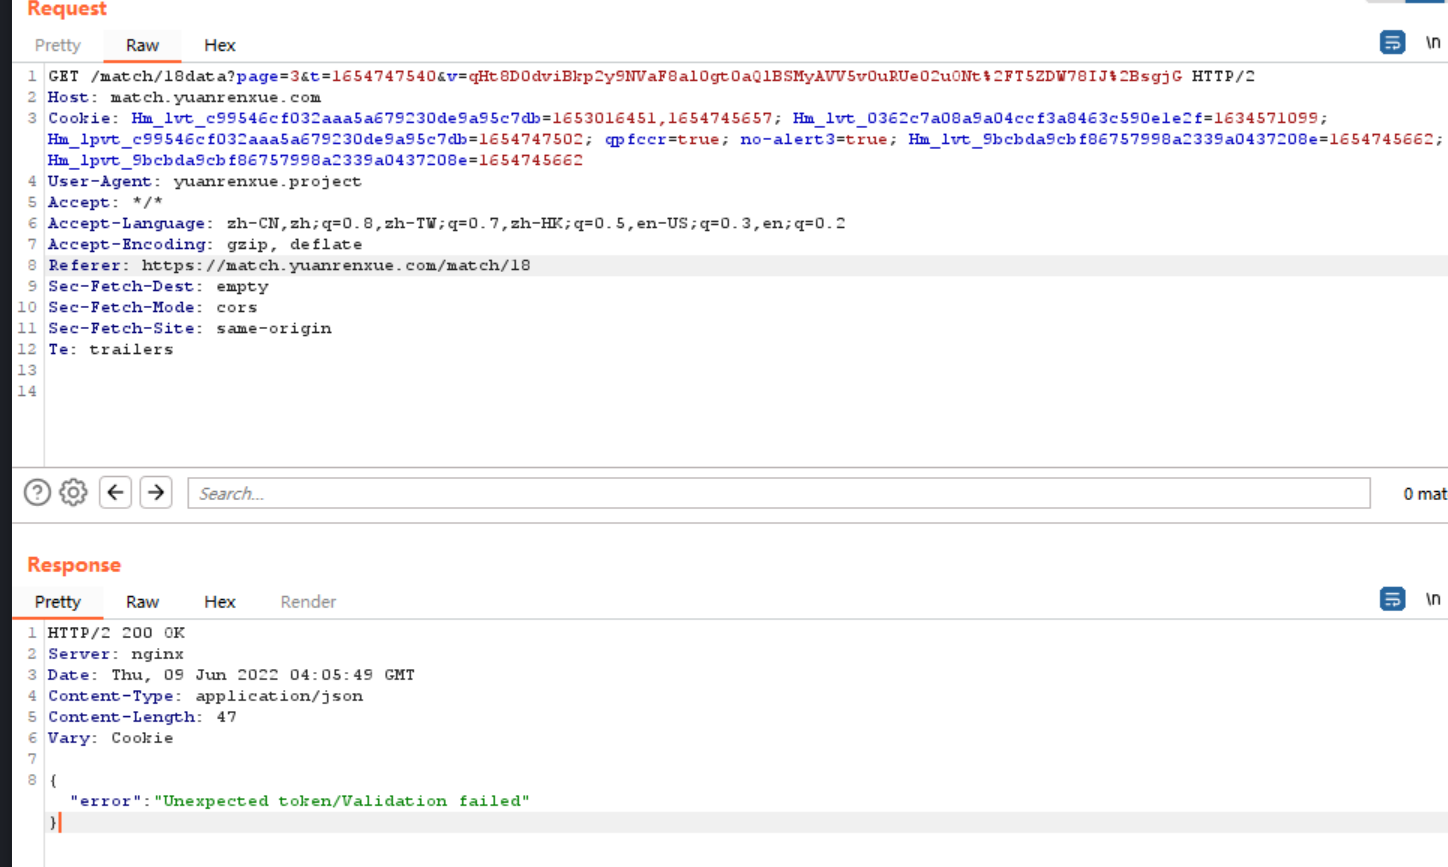 Request
Pretty Raw Hex \n
1 GET /match/18data?page=3&t=1654747540&v=qHt8D0dviBkp2y9NVaF8al0gt0aQlBSMyAVV5v0uRUe02u0Nt%2FT5ZDW78IJ%2BsgjG HTTP/2
2 Host: match.yuanrenxue.com
3 Cookie: Hm_lvt_c99546cf032aaa5a679230de9a95c7db=1653016451,1654745657; Hm_lvt_0362c7a08a9a04ccf3a8463c590e1e2f=1634571099;
Hm_lpvt_c99546cf032aaa5a679230de9a95c7db=1654747502; qpfccr=true; no-alert3=true; Hm_lvt_9bcbda9cbf86757998a2339a0437208e=1654745662;
Hm_lpvt_9bcbda9cbf86757998a2339a0437208e=1654745662
4 User-Agent: yuanrenxue.project
5 Accept: */*
6 Accept-Language: zh-CN,zh;q=0.8,zh-TW;q=0.7,zh-HK;q=0.5,en-US;q=0.3,en;q=0.2
7 Accept-Encoding: gzip, deflate
8 Referer: https://match.yuanrenxue.com/match/18
9 Sec-Fetch-Dest: empty
10 Sec-Fetch-Mode: cors
11 Sec-Fetch-Site: same-origin
12 Te: trailers
13
14
Search... 0 mat
Response
Pretty Raw Hex Render \n
1 HTTP/2 200 OK
2 Server: nginx
3 Date: Thu, 09 Jun 2022 04:05:49 GMT
4 Content-Type: application/json
5 Content-Length: 47
6 Vary: Cookie
7
8 {
"error":"Unexpected token/Validation failed"
}